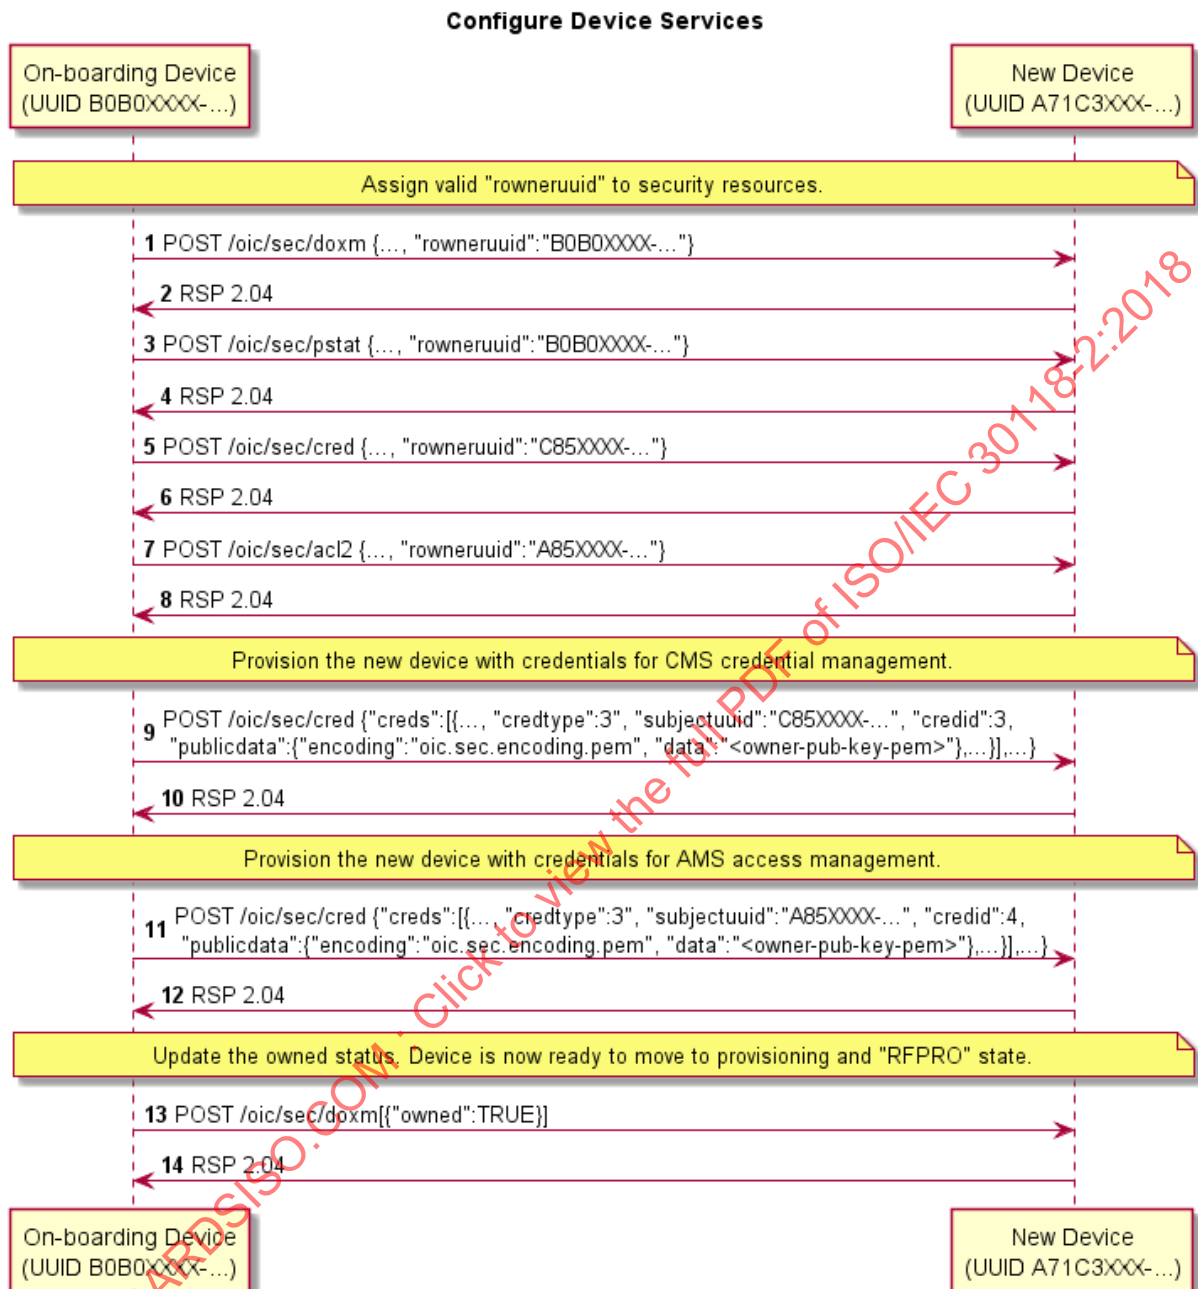 Configure Device Services
On-boarding Device
(UUID B0B0XXXX-...)
New Device
(UUID A71C3XXX-...)
Assign valid "rowneruuid" to security resources.
1 POST /oic/sec/doxm {..., "rowneruuid":"B0B0XXXX-..."}
2 RSP 2.04
3 POST /oic/sec/pstat {..., "rowneruuid":"B0B0XXXX-..."}
4 RSP 2.04
5 POST /oic/sec/cred {..., "rowneruuid":"C85XXXX-..."}
6 RSP 2.04
7 POST /oic/sec/acl2 {..., "rowneruuid":"A85XXXX-..."}
8 RSP 2.04
Provision the new device with credentials for CMS credential management.
9 POST /oic/sec/cred {"creds":[{..., "credtype":3", "subjectuuid":"C85XXXX-...", "credid":3,
"publicdata":{"encoding":"oic.sec.encoding.pem", "data":"<owner-pub-key-pem>"},...}],...}
10 RSP 2.04
Provision the new device with credentials for AMS access management.
11 POST /oic/sec/cred {"creds":[{..., "credtype":3", "subjectuuid":"A85XXXX-...", "credid":4,
"publicdata":{"encoding":"oic.sec.encoding.pem", "data":"<owner-pub-key-pem>"},...}],...}
12 RSP 2.04
Update the owned status. Device is now ready to move to provisioning and "RFPRO" state.
13 POST /oic/sec/doxm[{"owned":TRUE}]
14 RSP 2.04
On-boarding Device
(UUID B0B0XXXX-...)
New Device
(UUID A71C3XXX-...)
ARDSISO.COM : Click to view the full PDF of ISO/IEC 30118-2:2018